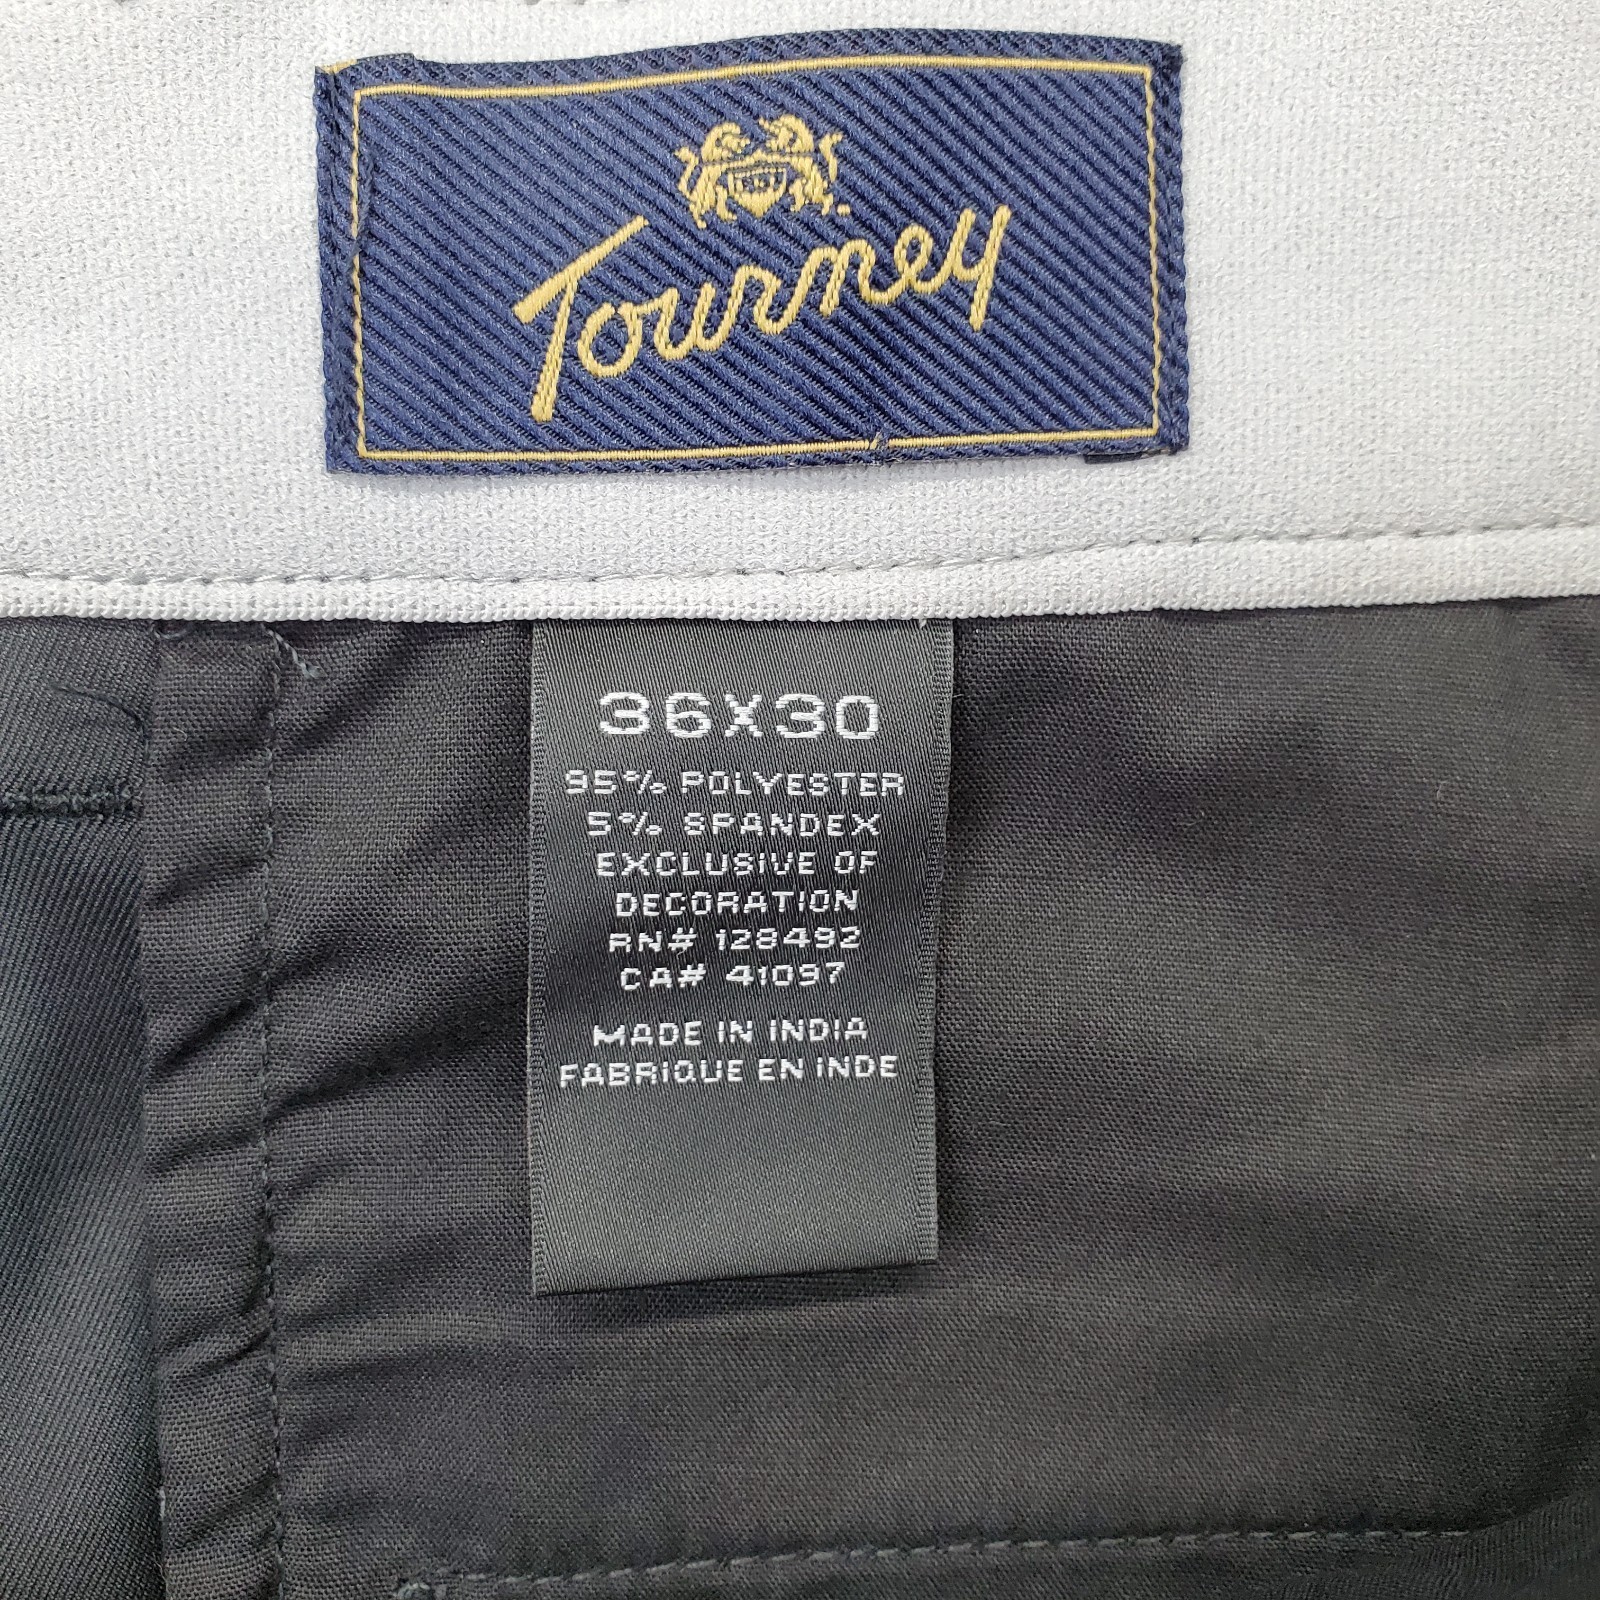 Tourney
36X30
95% POLYESTER
5% SPANDEX
EXCLUSIVE OF
DECORATION
RN# 128492
CA# 41097
MADE IN INDIA
FABRIQUE EN INDE